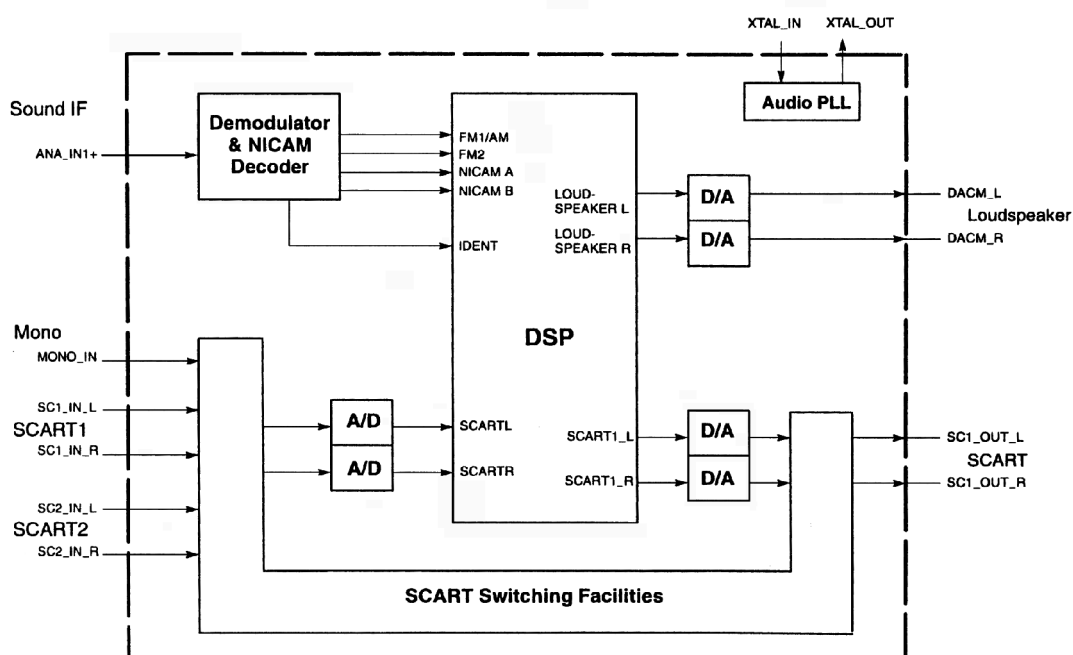 XTAL_IN XTAL_OUT
Audio PLL
Sound IF
ANA_IN1+
Demodulator
& NICAM
Decoder
FM1/AM
FM2
NICAM A
NICAM B
IDENT
LOUD-
SPEAKER L
LOUD-
SPEAKER R
D/A
D/A
DACM_L
Loudspeaker
DACM_R
DSP
Mono
MONO_IN
SC1_IN_L
SCART1
SC1_IN_R
SC2_IN_L
SCART2
SC2_IN_R
A/D
A/D
SCARTL
SCARTR
SCART1_L
SCART1_R
D/A
D/A
SC1_OUT_L
SCART
SC1_OUT_R
SCART Switching Facilities